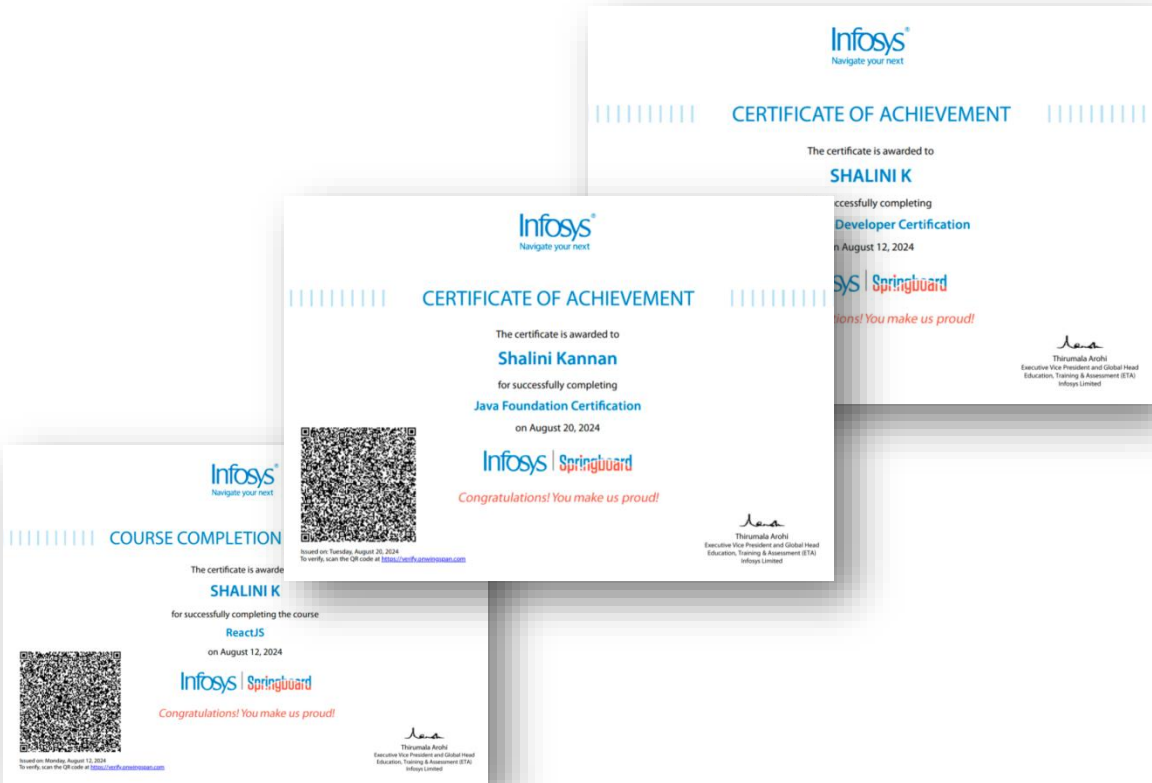 Infosys®
Navigate your next
CERTIFICATE OF ACHIEVEMENT
The certificate is awarded to
SHALINI K
ccessfully completing
Developer Certification
n August 12, 2024
sys | Springboard
ions! You make us proud!
Thirumala Arohi
Executive Vice President and Global Head
Education, Training & Assessment (ETA)
Infosys Limited
Infosys®
Navigate your next
CERTIFICATE OF ACHIEVEMENT
The certificate is awarded to
Shalini Kannan
for successfully completing
Java Foundation Certification
on August 20, 2024
Infosys | Springboard
Congratulations! You make us proud!
Issued on: Tuesday, August 20, 2024
To verify, scan the QR code at https://verify.onwingspan.com
Thirumala Arohi
Executive Vice President and Global Head
Education, Training & Assessment (ETA)
Infosys Limited
Infosys®
Navigate your next
COURSE COMPLETION
The certificate is awarde
SHALINI K
for successfully completing the course
ReactJS
on August 12, 2024
Infosys | Springboard
Congratulations! You make us proud!
Issued on: Monday, August 12, 2024
To verify, scan the QR code at https://verify.onwingspan.com
Thirumala Arohi
Executive Vice President and Global Head
Education, Training & Assessment (ETA)
Infosys Limited